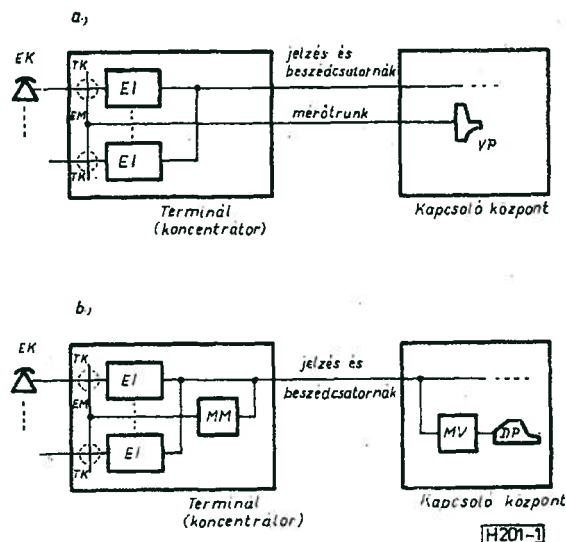 a.,
EK
TK
EI
EM
EI
TK
jelzés és
beszédcsatornák
mérőtrunk
VP
Terminál
(koncentrátor)
Kapcsoló központ
b.,
EK
TK
EI
EM
MM
EI
TK
jelzés és
beszédcsatornák
MV
DP
Terminál
(koncentrátor)
Kapcsoló központ
H201-1